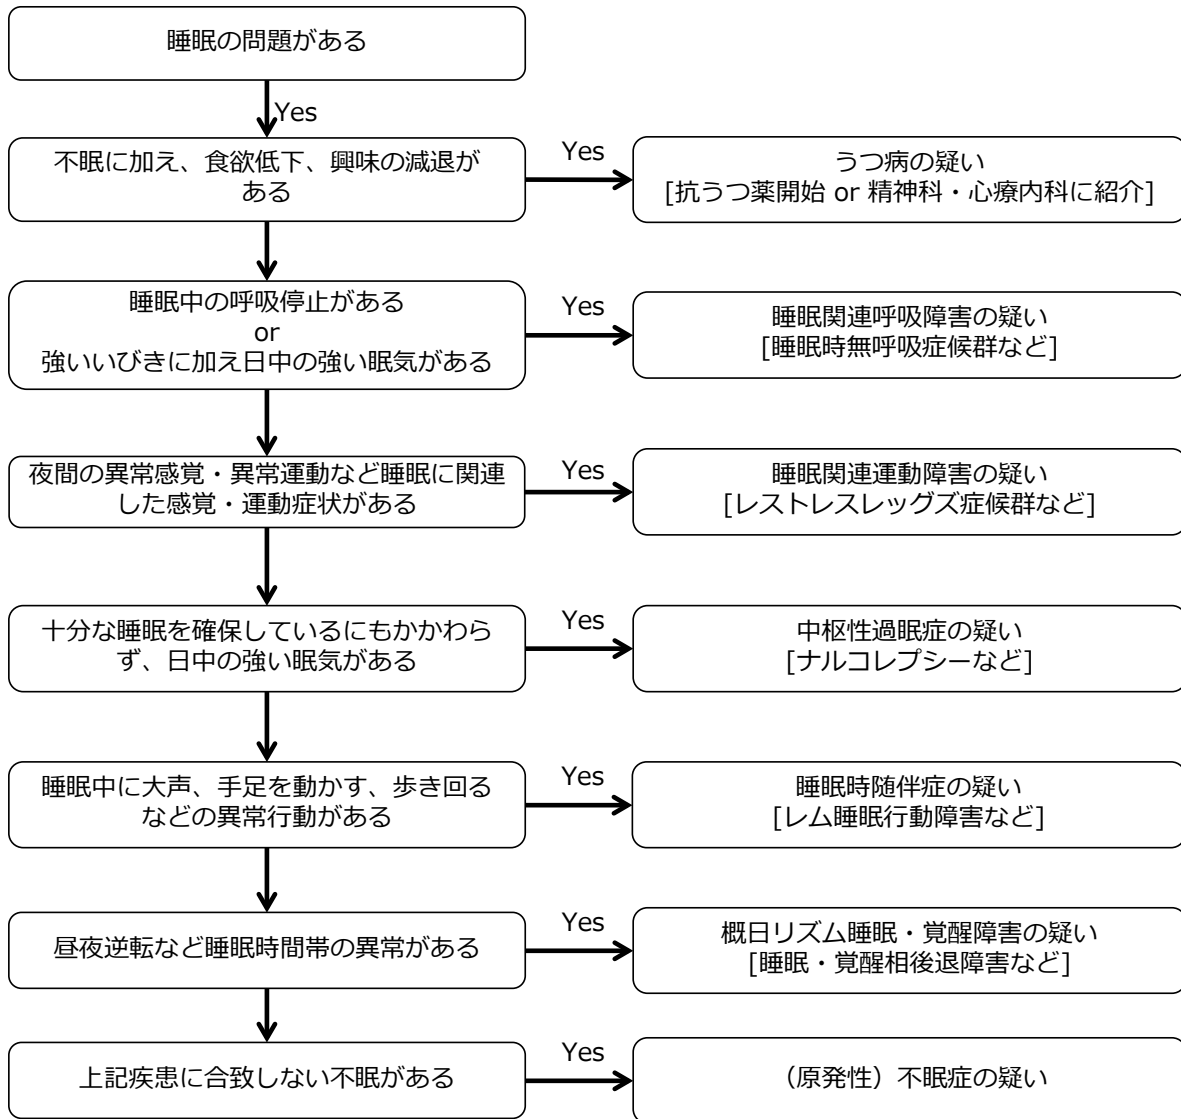 睡眠の問題がある
Yes
不眠に加え、食欲低下、興味の減退が
ある
Yes
うつ病の疑い
[抗うつ薬開始 or 精神科・心療内科に紹介]
睡眠中の呼吸停止がある
or
強いいびきに加え日中の強い眠気がある
Yes
睡眠関連呼吸障害の疑い
[睡眠時無呼吸症候群など]
夜間の異常感覚・異常運動など睡眠に関連
した感覚・運動症状がある
Yes
睡眠関連運動障害の疑い
[レストレスレッグズ症候群など]
十分な睡眠を確保しているにもかかわら
ず、日中の強い眠気がある
Yes
中枢性過眠症の疑い
[ナルコレプシーなど]
睡眠中に大声、手足を動かす、歩き回る
などの異常行動がある
Yes
睡眠時随伴症の疑い
[レム睡眠行動障害など]
昼夜逆転など睡眠時間帯の異常がある
Yes
概日リズム睡眠・覚醒障害の疑い
[睡眠・覚醒相後退障害など]
上記疾患に合致しない不眠がある
Yes
（原発性）不眠症の疑い